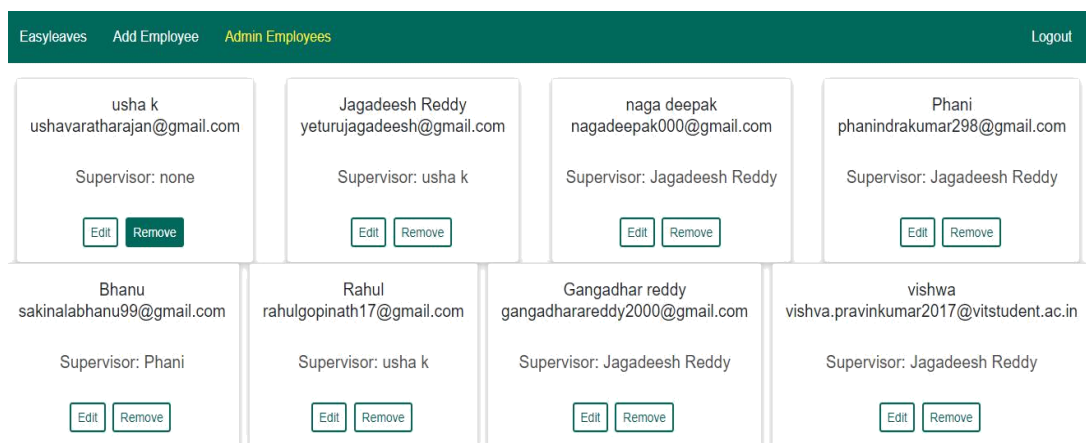 Easyleaves Add Employee Admin Employees Logout
usha k
ushavaratharajan@gmail.com
Supervisor: none
Edit Remove
Jagadeesh Reddy
yeturujagadeesh@gmail.com
Supervisor: usha k
Edit Remove
naga deepak
nagadeepak000@gmail.com
Supervisor: Jagadeesh Reddy
Edit Remove
Phani
phanindrakumar298@gmail.com
Supervisor: Jagadeesh Reddy
Edit Remove
Bhanu
sakinalabhanu99@gmail.com
Supervisor: Phani
Edit Remove
Rahul
rahulgopinath17@gmail.com
Supervisor: usha k
Edit Remove
Gangadhar reddy
gangadharareddy2000@gmail.com
Supervisor: Jagadeesh Reddy
Edit Remove
vishwa
vishva.pravinkumar2017@vitstudent.ac.in
Supervisor: Jagadeesh Reddy
Edit Remove